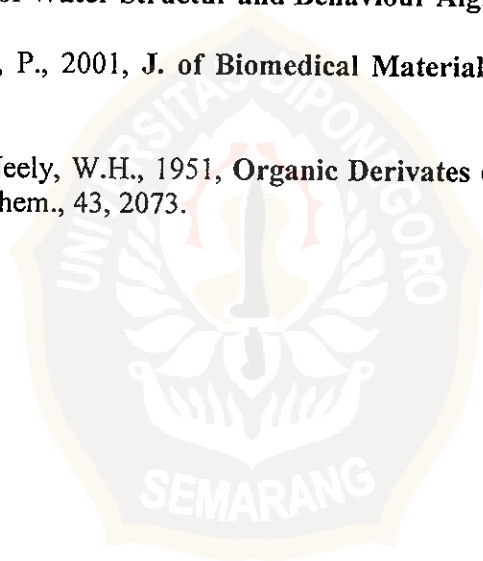 or Water Structur and Behaviour Alg
, P., 2001, J. of Biomedical Material
eely, W.H., 1951, Organic Derivates
hem., 43, 2073.
UNIVERSITAS DIPONEGORO
SEMARANG